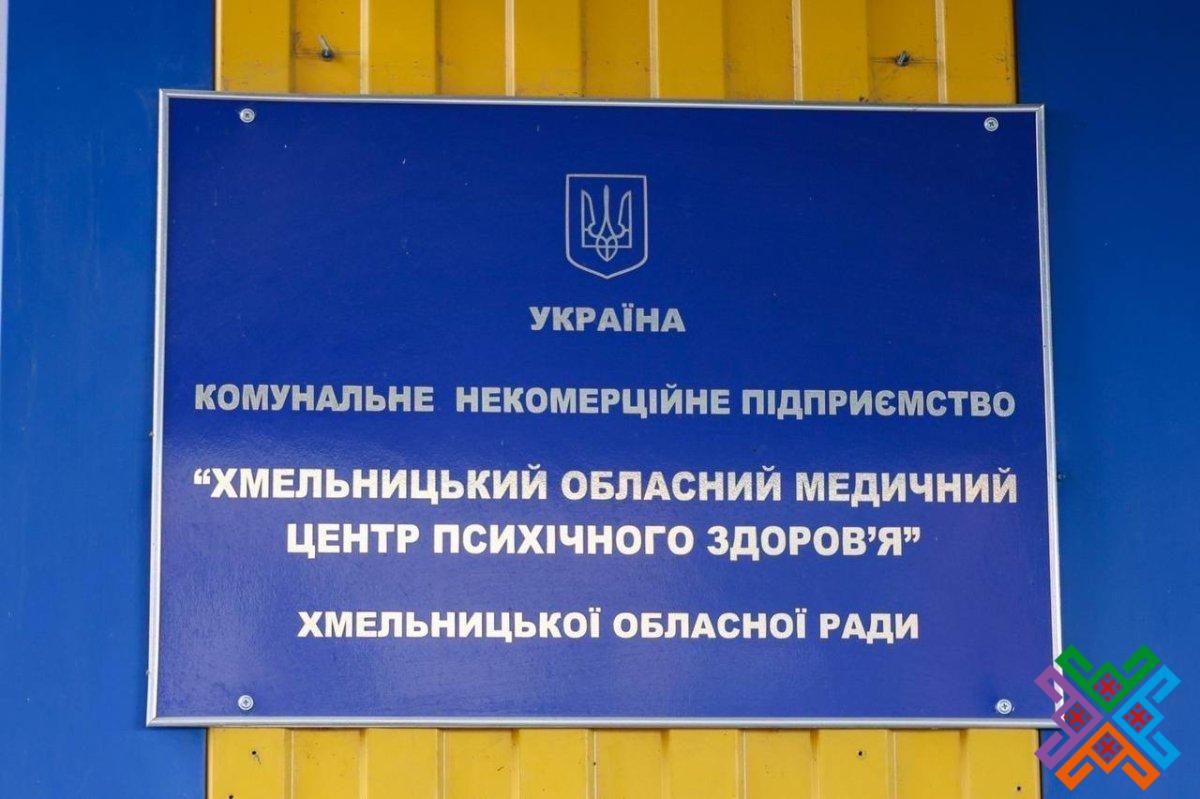 УКРАЇНА
КОМУНАЛЬНЕ НЕКОМЕРЦІЙНЕ ПІДПРИЄМСТВО
“ХМЕЛЬНИЦЬКИЙ ОБЛАСНИЙ МЕДИЧНИЙ
ЦЕНТР ПСИХІЧНОГО ЗДОРОВ’Я”
ХМЕЛЬНИЦЬКОЇ ОБЛАСНОЇ РАДИ